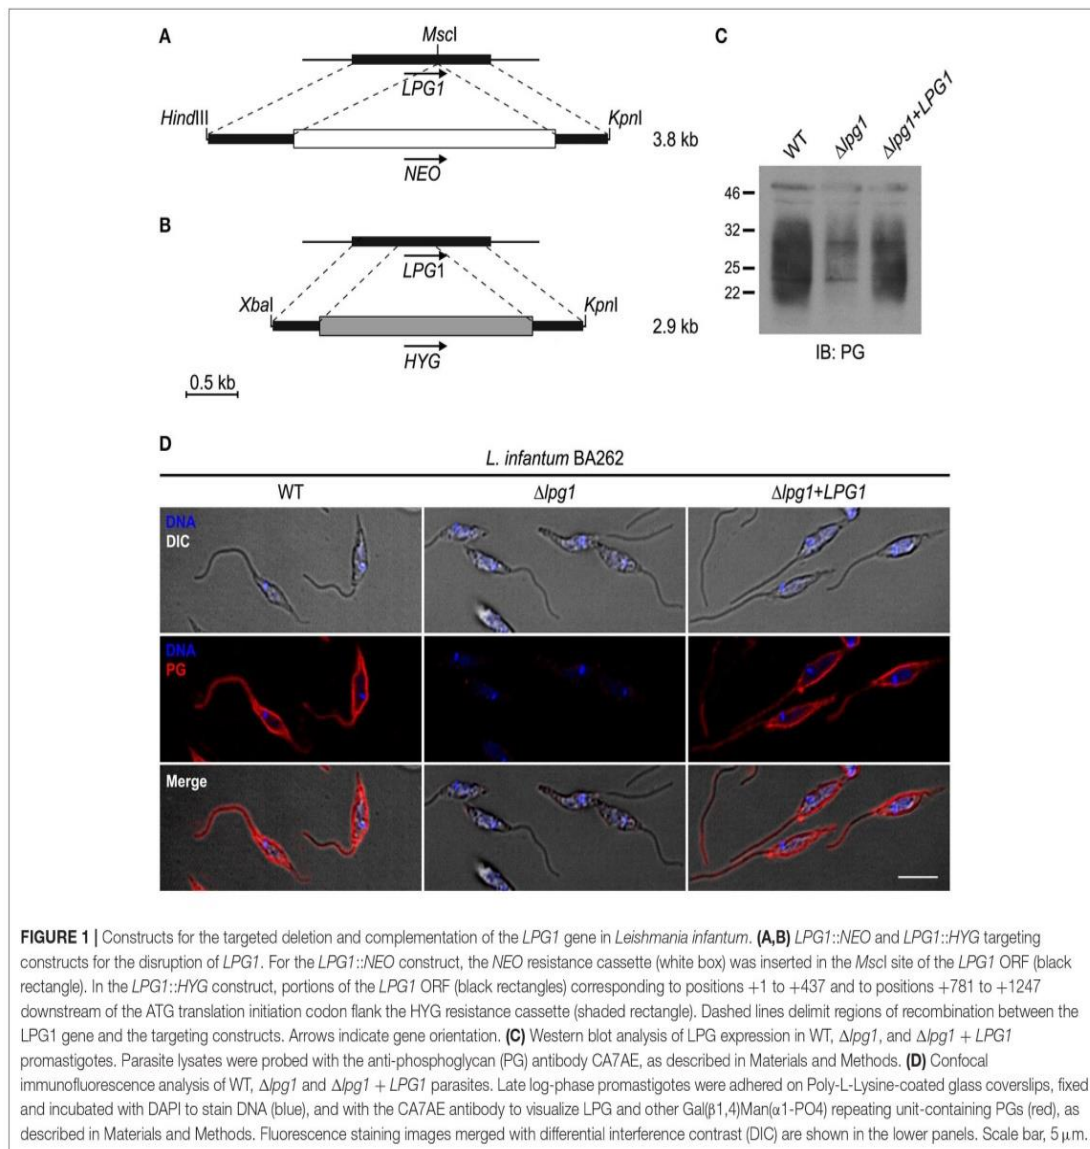 A
MscI
LPG1
HindIII
KpnI
3.8 kb
NEO
B
LPG1
XbaI
KpnI
2.9 kb
HYG
0.5 kb
C
WT
Δlpg1
Δlpg1+LPG1
46
32
25
22
IB: PG
D
L. infantum BA262
WT
Δlpg1
Δlpg1+LPG1
DNA
DIC
DNA
PG
Merge
FIGURE 1 | Constructs for the targeted deletion and complementation of the LPG1 gene in Leishmania infantum. (A,B) LPG1::NEO and LPG1::HYG targeting
constructs for the disruption of LPG1. For the LPG1::NEO construct, the NEO resistance cassette (white box) was inserted in the MscI site of the LPG1 ORF (black
rectangle). In the LPG1::HYG construct, portions of the LPG1 ORF (black rectangles) corresponding to positions +1 to +437 and to positions +781 to +1247
downstream of the ATG translation initiation codon flank the HYG resistance cassette (shaded rectangle). Dashed lines delimit regions of recombination between the
LPG1 gene and the targeting constructs. Arrows indicate gene orientation. (C) Western blot analysis of LPG expression in WT, Δlpg1, and Δlpg1 + LPG1
promastigotes. Parasite lysates were probed with the anti-phosphoglycan (PG) antibody CA7AE, as described in Materials and Methods. (D) Confocal
immunofluorescence analysis of WT, Δlpg1 and Δlpg1 + LPG1 parasites. Late log-phase promastigotes were adhered on Poly-L-Lysine-coated glass coverslips, fixed
and incubated with DAPI to stain DNA (blue), and with the CA7AE antibody to visualize LPG and other Gal(β1,4)Man(α1-PO4) repeating unit-containing PGs (red), as
described in Materials and Methods. Fluorescence staining images merged with differential interference contrast (DIC) are shown in the lower panels. Scale bar, 5 μm.